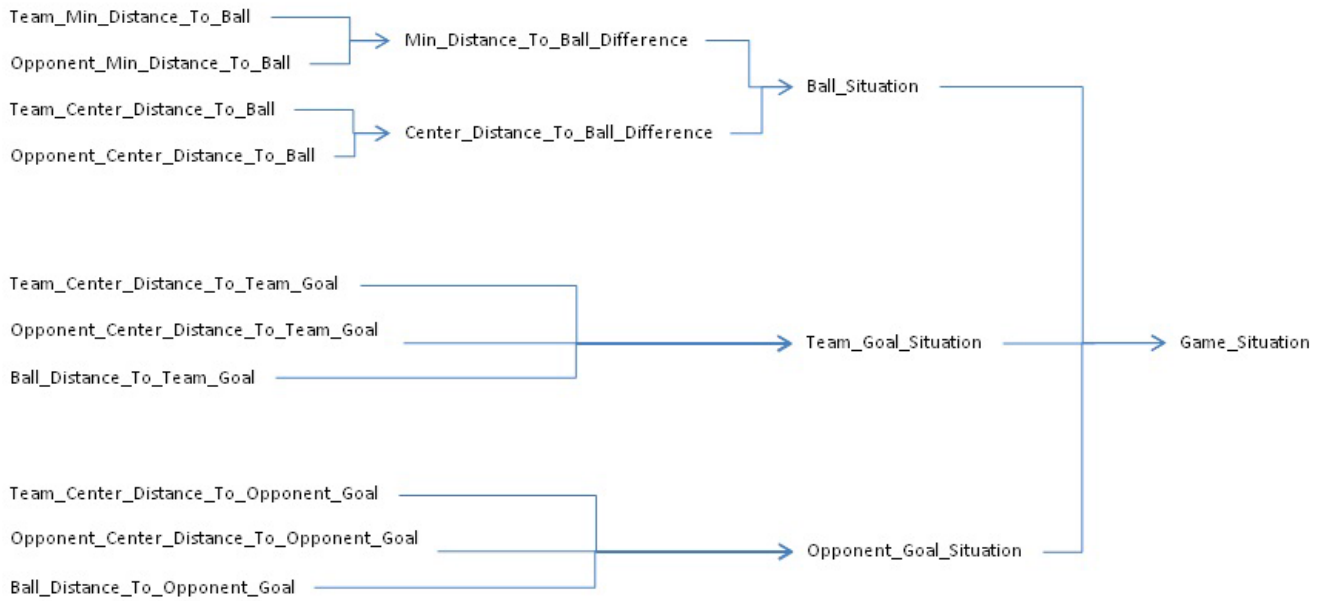 Team_Min_Distance_To_Ball
Opponent_Min_Distance_To_Ball
Min_Distance_To_Ball_Difference
Team_Center_Distance_To_Ball
Opponent_Center_Distance_To_Ball
Center_Distance_To_Ball_Difference
Ball_Situation
Team_Center_Distance_To_Team_Goal
Opponent_Center_Distance_To_Team_Goal
Ball_Distance_To_Team_Goal
Team_Goal_Situation
Team_Center_Distance_To_Opponent_Goal
Opponent_Center_Distance_To_Opponent_Goal
Ball_Distance_To_Opponent_Goal
Opponent_Goal_Situation
Game_Situation